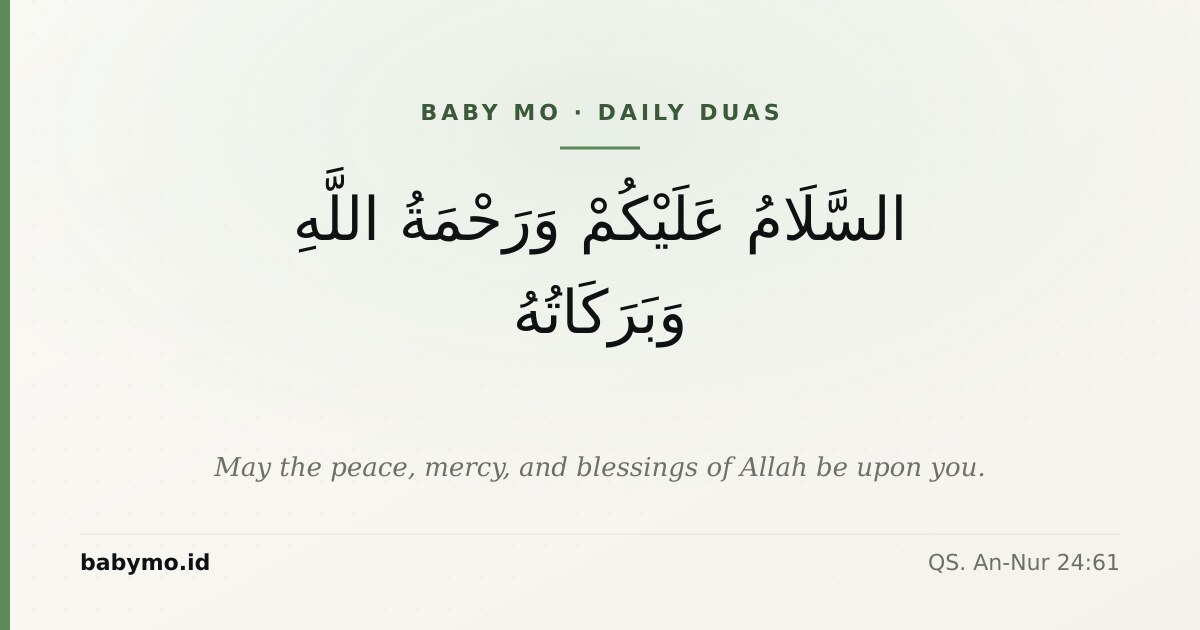 BABY MO · DAILY DUAS
السَّلَامُ عَلَيْكُمْ وَرَحْمَةُ اللَّهِ
وَبَرَكَاتُهُ
May the peace, mercy, and blessings of Allah be upon you.
babymo.id
QS. An-Nur 24:61